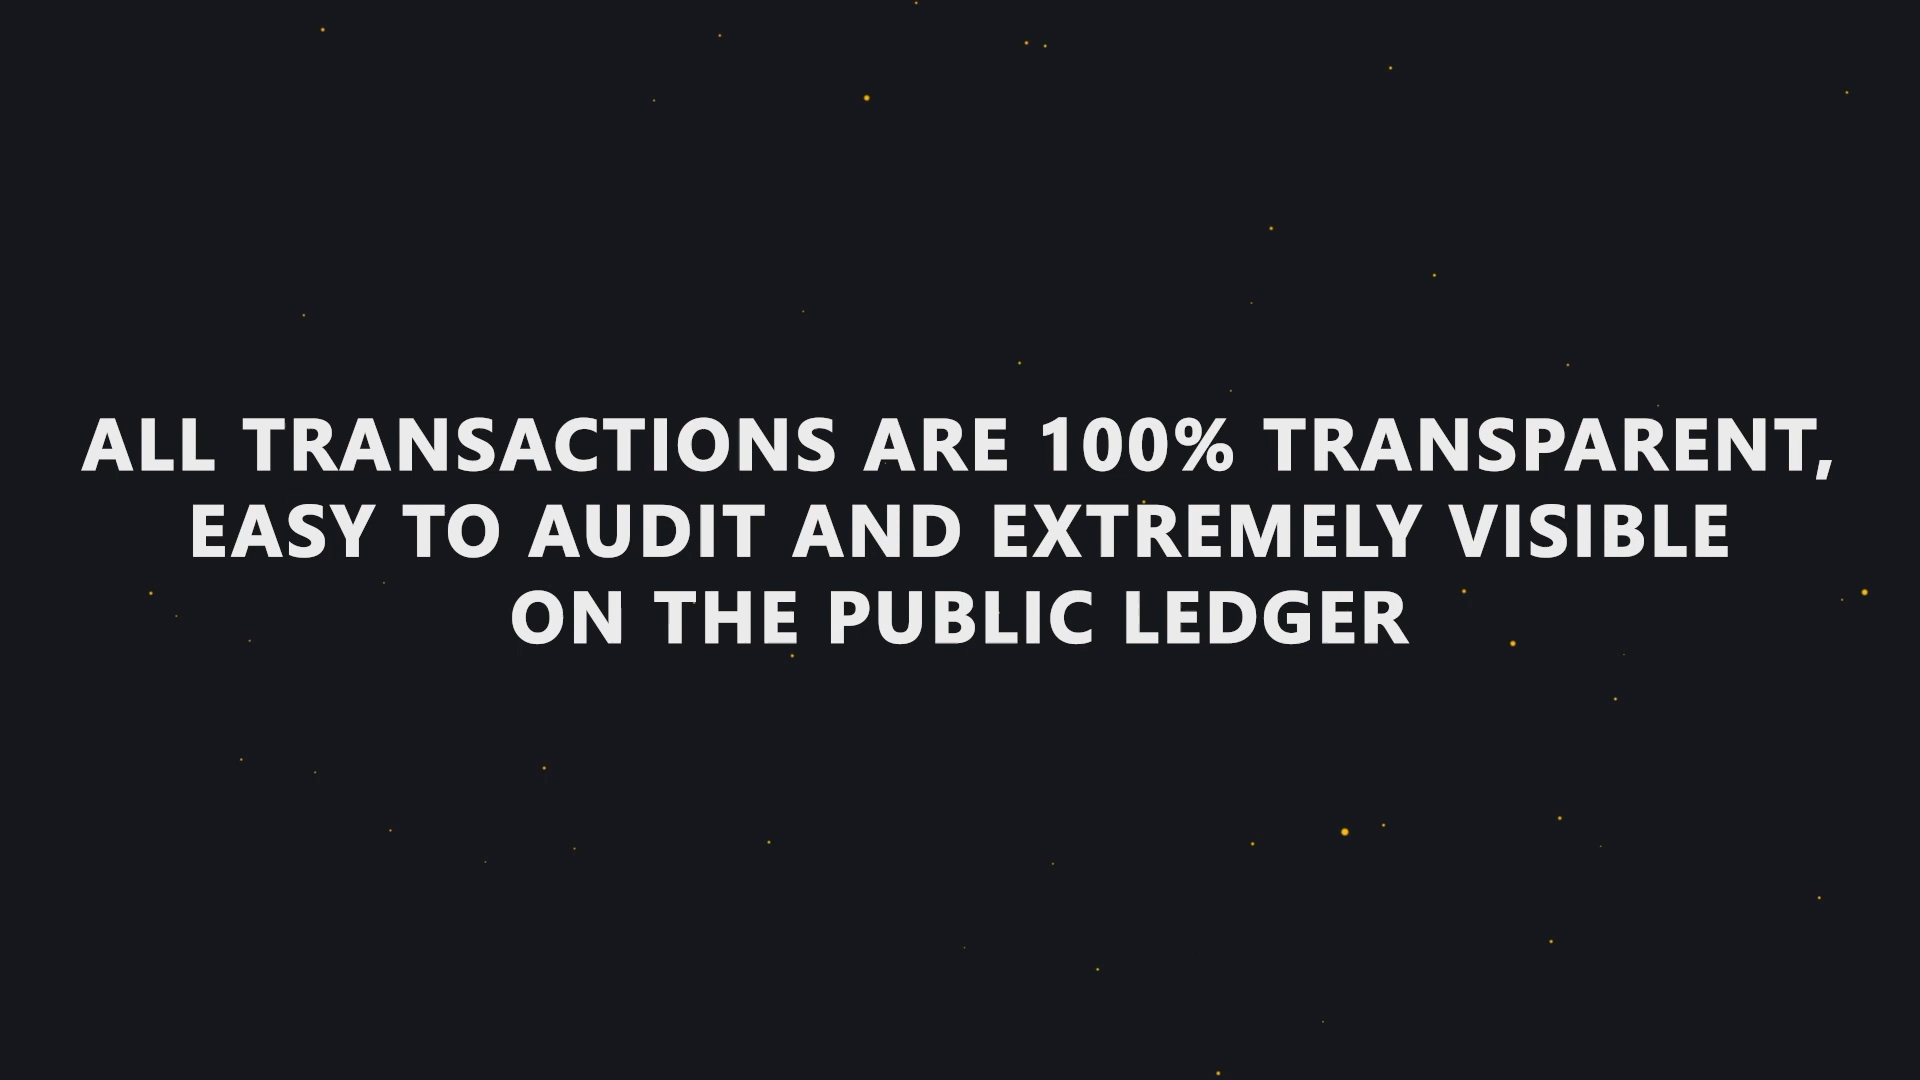 ALL TRANSACTIONS ARE 100% TRANSPARENT,
EASY TO AUDIT AND EXTREMELY VISIBLE
ON THE PUBLIC LEDGER